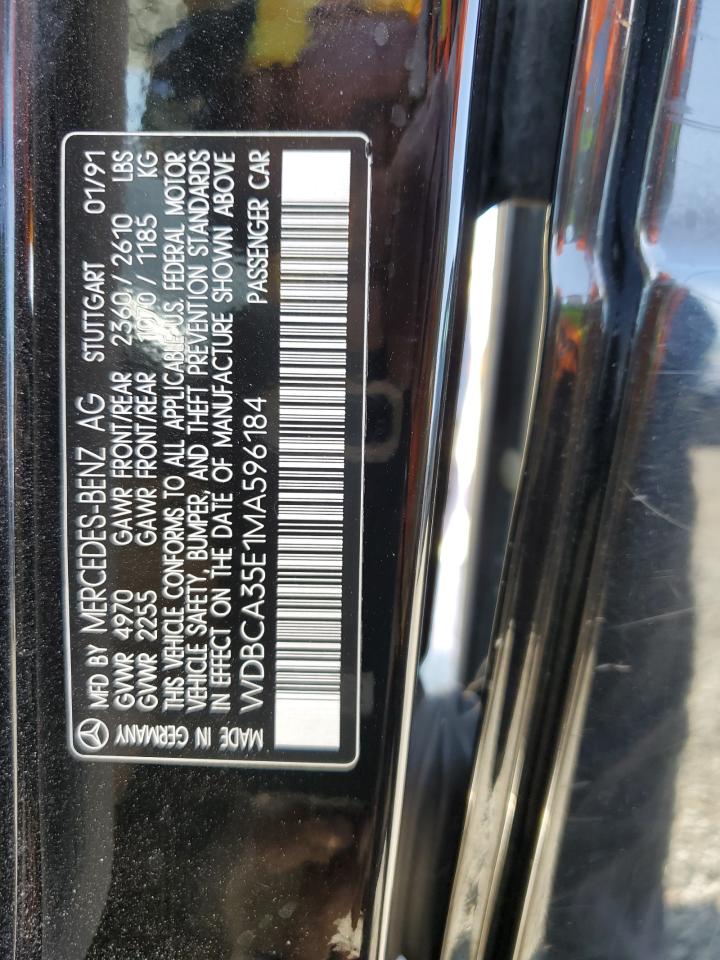 MFD BY MERCEDES-BENZ AG STUTTGART 01/91
GVWR 4970 GAWR FRONT/REAR 2360 / 2610 LBS
GVWR 2255 GAWR FRONT/REAR 1070 / 1185 KG
THIS VEHICLE CONFORMS TO ALL APPLICABLE U.S. FEDERAL MOTOR
VEHICLE SAFETY, BUMPER, AND THEFT PREVENTION STANDARDS
IN EFFECT ON THE DATE OF MANUFACTURE SHOWN ABOVE
WDBCA35E1MA596184 PASSENGER CAR
MADE IN GERMANY